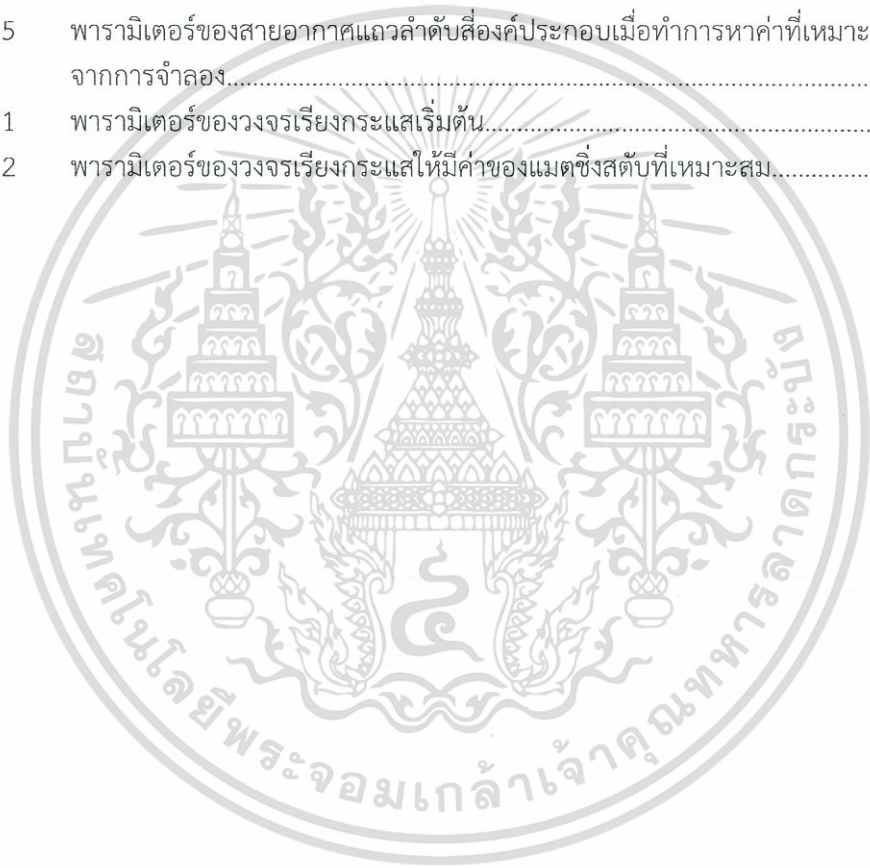 5 พารามิเตอร์ของสายอากาศแถวลำดับสี่องค์ประกอบเมื่อทำการหาค่าที่เหมาะ
จากการจำลอง
1 พารามิเตอร์ของวงจรเรียงกระแสเริ่มต้น
2 พารามิเตอร์ของวงจรเรียงกระแสให้มีค่าของแมตชิ่งสตับที่เหมาะสม
๔
สถาบันเทคโนโลยีพระจอมเกล้าเจ้าคุณทหารลาดกระบัง